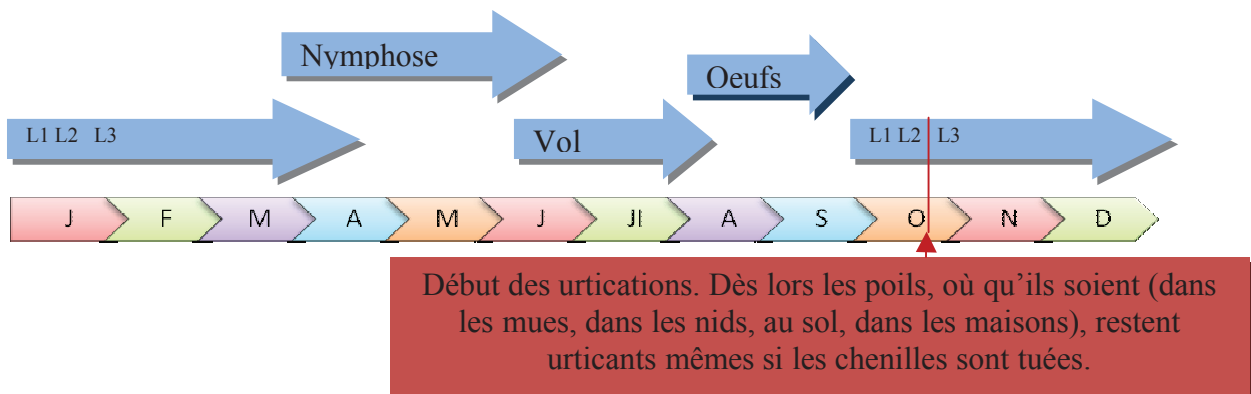 Nymphose
Oeufs
L1 L2 L3
Vol
L1 L2 L3
J F M A M J Jl A S O N D
Début des urtications. Dès lors les poils, où qu’ils soient (dans
les mues, dans les nids, au sol, dans les maisons), restent
urticants mêmes si les chenilles sont tuées.